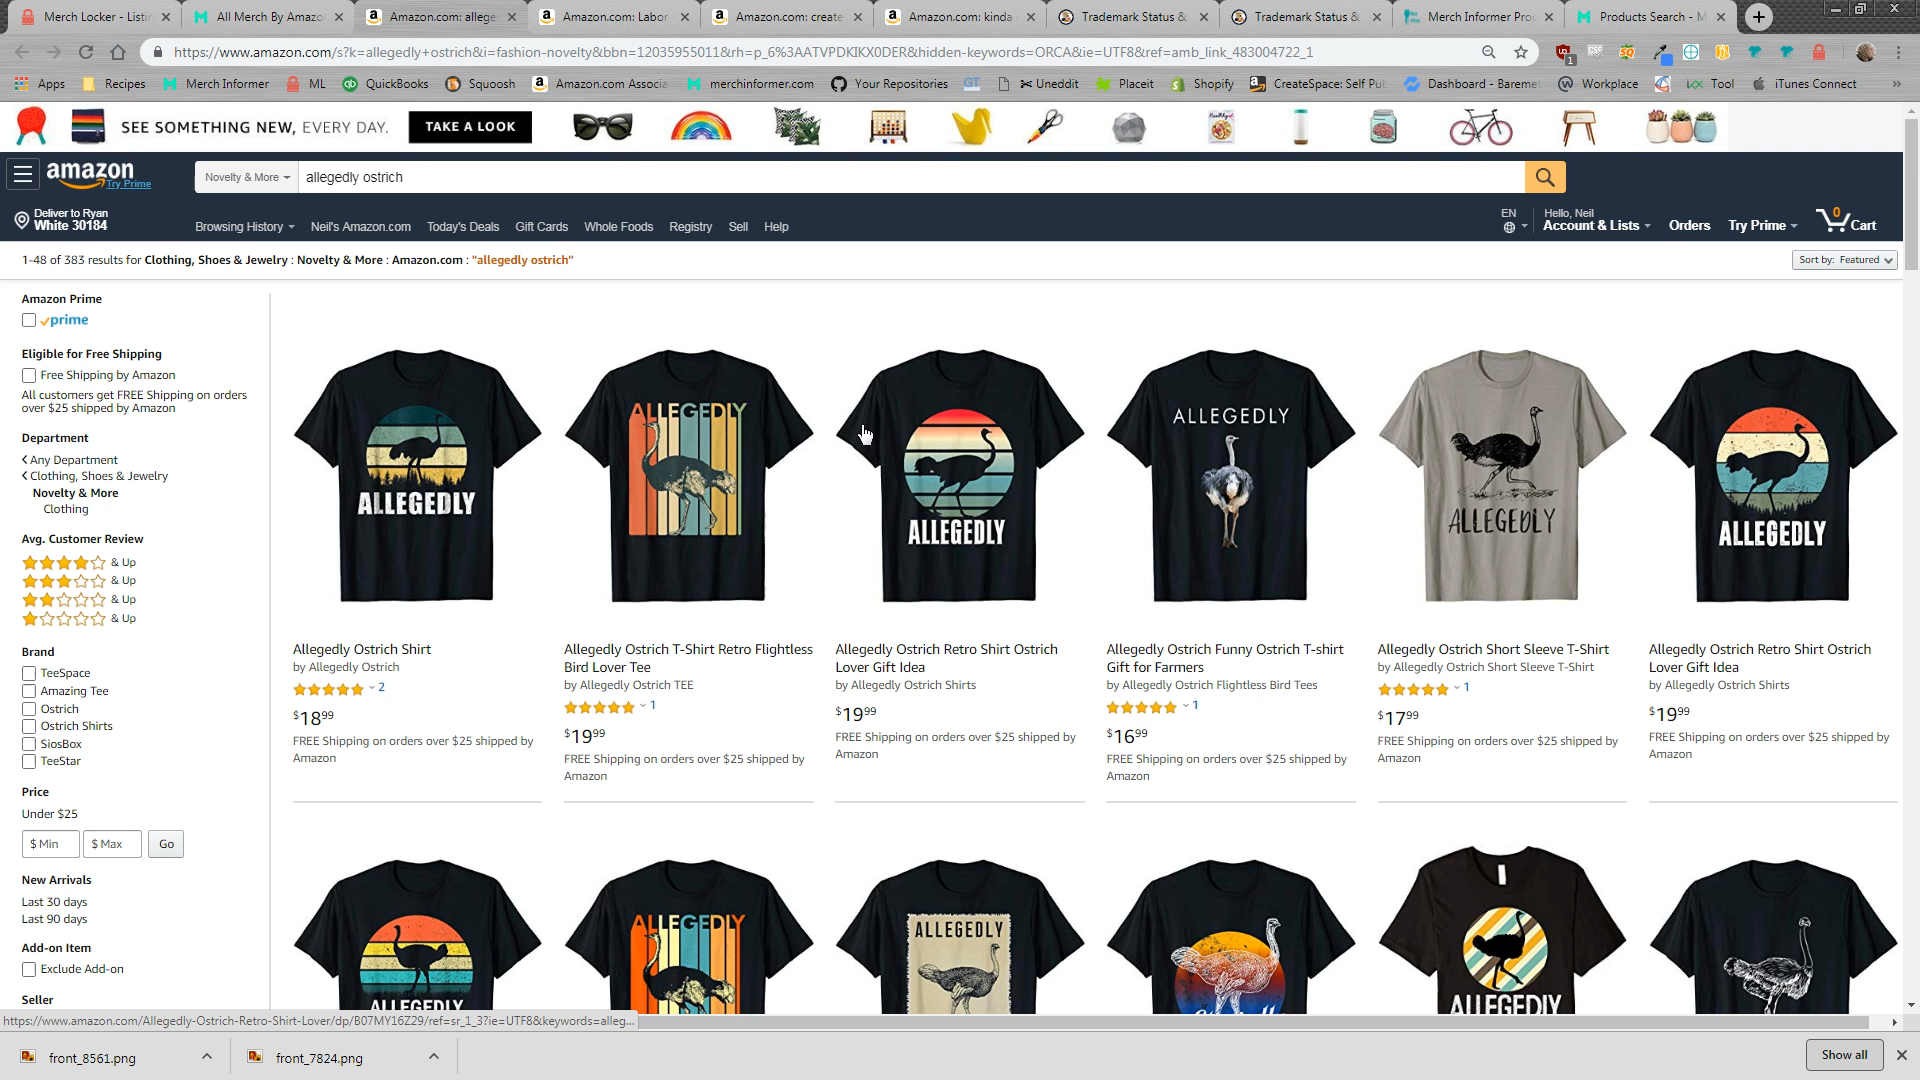 Merch Locker - Listin
All Merch By Amazo
Amazon.com: allege
Amazon.com: Labor
Amazon.com: create
Amazon.com: kinda
Trademark Status &
Trademark Status &
Merch Informer Pro
Products Search - M
https://www.amazon.com/s?k=allegedly+ostrich&i=fashion-novelty&bbn=12035955011&rh=p_6%3AATVPDKIKX0DER&hidden-keywords=ORCA&ie=UTF8&ref=amb_link_483004722_1
Apps
Recipes
Merch Informer
ML
QuickBooks
Squoosh
Amazon.com Associa
merchinformer.com
Your Repositories
GT
Uneddit
Placeit
Shopify
CreateSpace: Self Pub
Dashboard - Bareme
Workplace
Tool
iTunes Connect
SEE SOMETHING NEW, EVERY DAY.
TAKE A LOOK
amazon
Try Prime
Novelty & More
allegedly ostrich
Deliver to Ryan
White 30184
Browsing History
Neil's Amazon.com
Today's Deals
Gift Cards
Whole Foods
Registry
Sell
Help
EN
Hello, Neil
Account & Lists
Orders
Try Prime
0
Cart
1-48 of 383 results for Clothing, Shoes & Jewelry : Novelty & More : Amazon.com : "allegedly ostrich"
Sort by: Featured
Amazon Prime
prime
Eligible for Free Shipping
Free Shipping by Amazon
All customers get FREE Shipping on orders
over $25 shipped by Amazon
Department
Any Department
Clothing, Shoes & Jewelry
Novelty & More
Clothing
Avg. Customer Review
& Up
& Up
& Up
& Up
Brand
TeeSpace
Amazing Tee
Ostrich
Ostrich Shirts
SiosBox
TeeStar
Price
Under $25
$ Min
$ Max
Go
New Arrivals
Last 30 days
Last 90 days
Add-on Item
Exclude Add-on
Seller
ALLEGEDLY
Allegedly Ostrich Shirt
by Allegedly Ostrich
2
$18 99
FREE Shipping on orders over $25 shipped by
Amazon
ALLEGEDLY
Allegedly Ostrich T-Shirt Retro Flightless
Bird Lover Tee
by Allegedly Ostrich TEE
1
$19 99
FREE Shipping on orders over $25 shipped by
Amazon
ALLEGEDLY
Allegedly Ostrich Retro Shirt Ostrich
Lover Gift Idea
by Allegedly Ostrich Shirts
$19 99
FREE Shipping on orders over $25 shipped by
Amazon
ALLEGEDLY
Allegedly Ostrich Funny Ostrich T-shirt
Gift for Farmers
by Allegedly Ostrich Flightless Bird Tees
1
$16 99
FREE Shipping on orders over $25 shipped by
Amazon
ALLEGEDLY
Allegedly Ostrich Short Sleeve T-Shirt
by Allegedly Ostrich Short Sleeve T-Shirt
1
$17 99
FREE Shipping on orders over $25 shipped by
Amazon
ALLEGEDLY
Allegedly Ostrich Retro Shirt Ostrich
Lover Gift Idea
by Allegedly Ostrich Shirts
$19 99
FREE Shipping on orders over $25 shipped by
Amazon
ALLEGEDLY
ALLEGEDLY
ALLEGEDLY
ALLEGEDLY
https://www.amazon.com/Allegedly-Ostrich-Retro-Shirt-Lover/dp/B07MY16Z29/ref=sr_1_3?ie=UTF8&keywords=alleg...
front_8561.png
front_7824.png
Show all